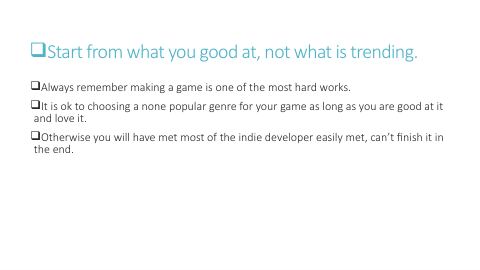 ❑Start from what you good at, not what is trending.
❑Always remember making a game is one of the most hard works.
❑It is ok to choosing a none popular genre for your game as long as you are good at it
and love it.
❑Otherwise you will have met most of the indie developer easily met, can't finish it in
the end.